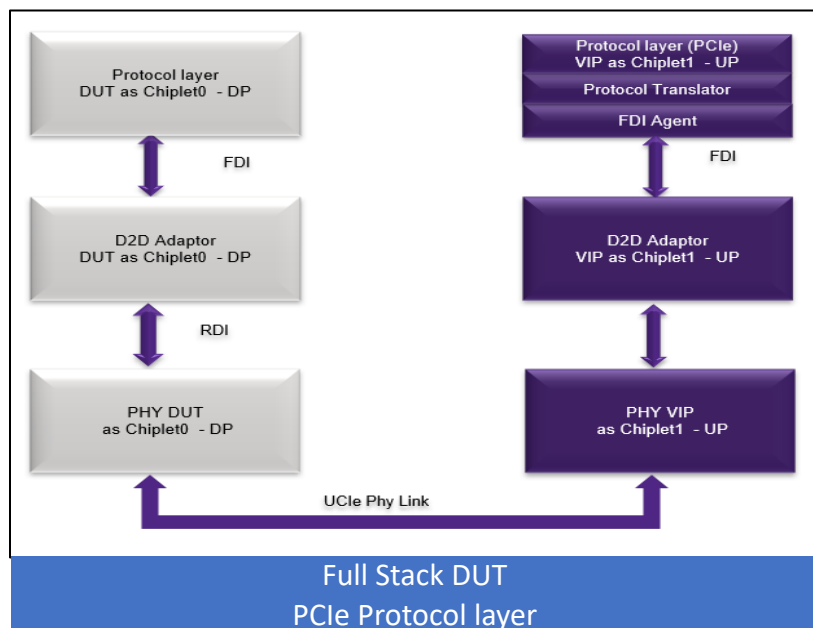 Protocol layer
DUT as Chiplet0 - DP
Protocol layer (PCIe)
VIP as Chiplet1 - UP
Protocol Translator
FDI Agent
FDI
FDI
D2D Adaptor
DUT as Chiplet0 - DP
D2D Adaptor
VIP as Chiplet1 - UP
RDI
PHY DUT
as Chiplet0 - DP
PHY VIP
as Chiplet1 - UP
UCIe Phy Link
Full Stack DUT
PCIe Protocol layer